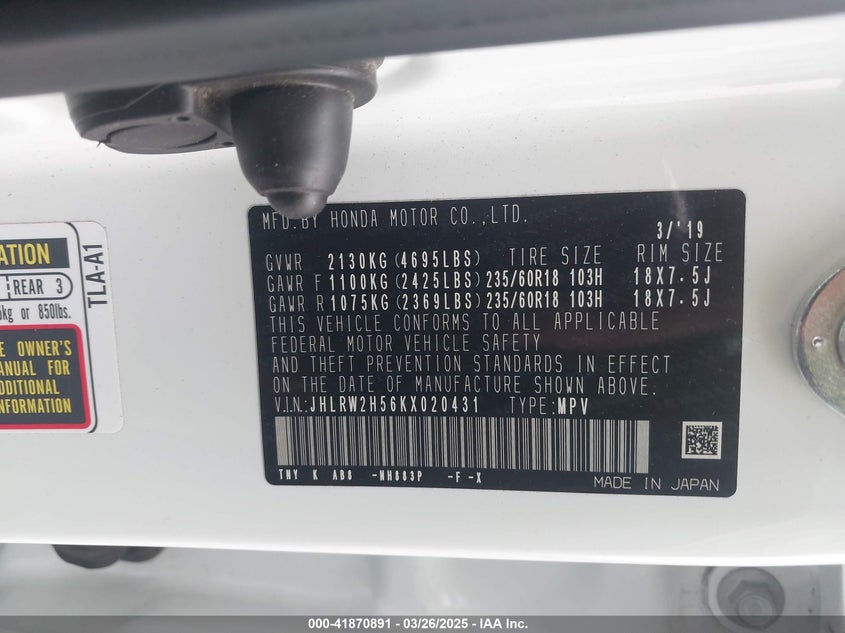 MFD. BY HONDA MOTOR CO.,LTD. 3/'19
GVWR 2130KG(4695LBS) TIRE SIZE RIM SIZE
GAWR F 1100KG(2425LBS) 235/60R18 103H 18X7.5J
GAWR R 1075KG(2369LBS) 235/60R18 103H 18X7.5J
THIS VEHICLE CONFORMS TO ALL APPLICABLE
FEDERAL MOTOR VEHICLE SAFETY
AND THEFT PREVENTION STANDARDS IN EFFECT
ON THE DATE OF MANUFACTURE SHOWN ABOVE.
V.I.N:JHLRW2H56KX020431 TYPE:MPV
TNY K AB8 -NH883P -F -X
MADE IN JAPAN
ATION
REAR 3
kg or 850lbs.
TLA-A1
E OWNER'S
MANUAL FOR
DDITIONAL
INFORMATION
000-41870891 — 03/26/2025 — IAA Inc.